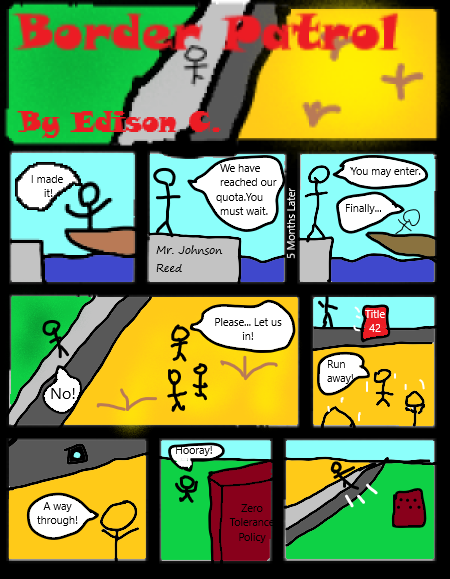 Border Patrol
By Edison C.
I made
it!
We have
reached our
quota.You
must wait.
Mr. Johnson
Reed
5 Months Later
You may enter.
Finally...
Please... Let us
in!
No!
Title
42
Run
away!
A way
through!
Hooray!
Zero
Tolerance
Policy